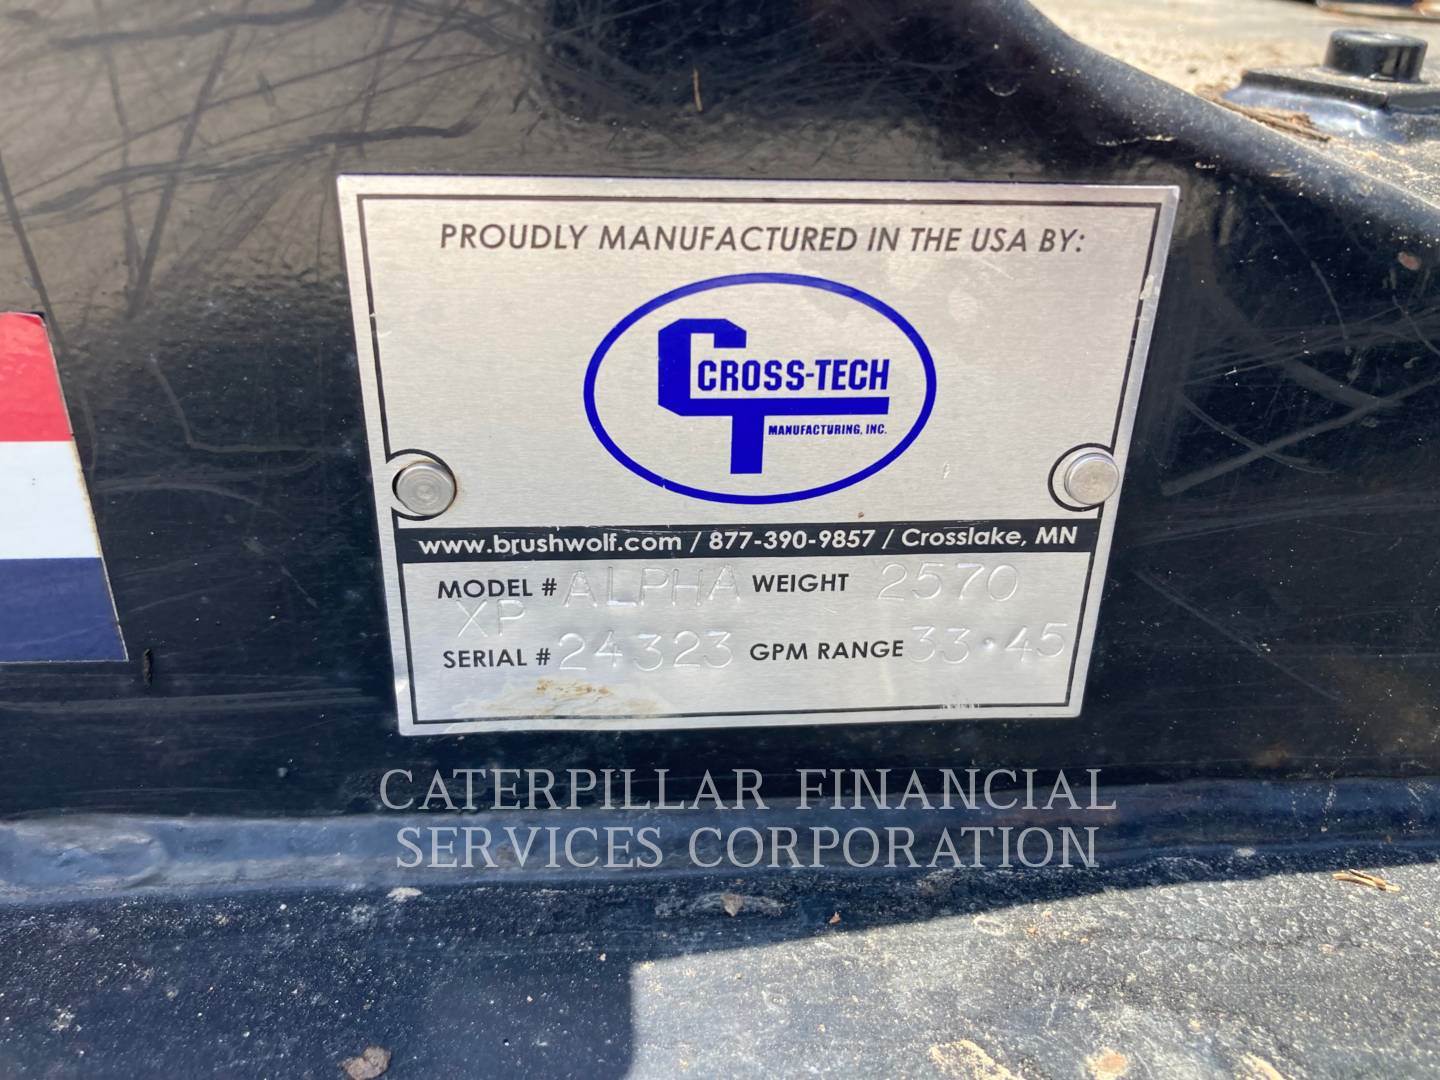 PROUDLY MANUFACTURED IN THE USA BY:
CROSS-TECH
MANUFACTURING, INC.
www.brushwolf.com / 877-390-9857 / Crosslake, MN
MODEL # ALPHA WEIGHT 2570
XP
SERIAL # 24323 GPM RANGE 33·45
CATERPILLAR FINANCIAL
SERVICES CORPORATION